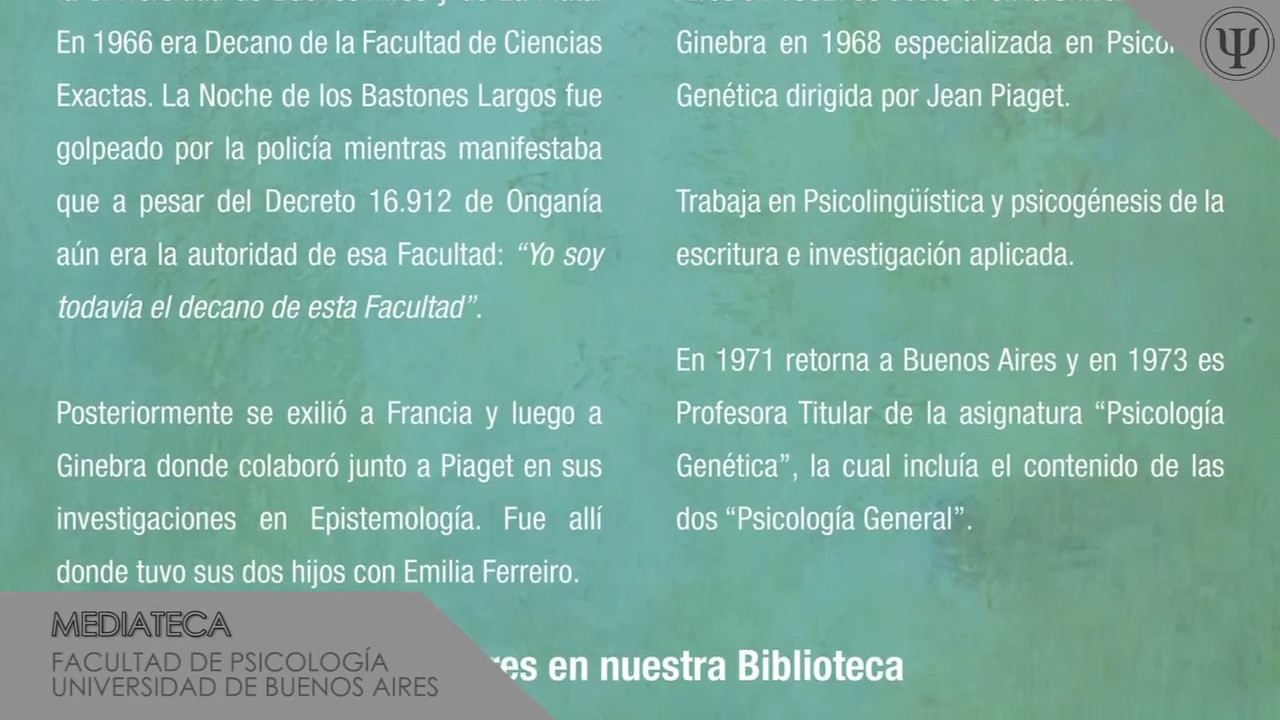 En 1966 era Decano de la Facultad de Ciencias
Exactas. La Noche de los Bastones Largos fue
golpeado por la policía mientras manifestaba
que a pesar del Decreto 16.912 de Onganía
aún era la autoridad de esa Facultad: “Yo soy
todavía el decano de esta Facultad”.
Posteriormente se exilió a Francia y luego a
Ginebra donde colaboró junto a Piaget en sus
investigaciones en Epistemología. Fue allí
donde tuvo sus dos hijos con Emilia Ferreiro.
Ginebra en 1968 especializada en
Genética dirigida por Jean Piaget.
Trabaja en Psicolingüística y psicogénesis de la
escritura e investigación aplicada.
En 1971 retorna a Buenos Aires y en 1973 es
Profesora Titular de la asignatura “Psicología
Genética”, la cual incluía el contenido de las
dos “Psicología General”.
en nuestra Biblioteca
MEDIATECA
FACULTAD DE PSICOLOGÍA
UNIVERSIDAD DE BUENOS AIRES
Ψ